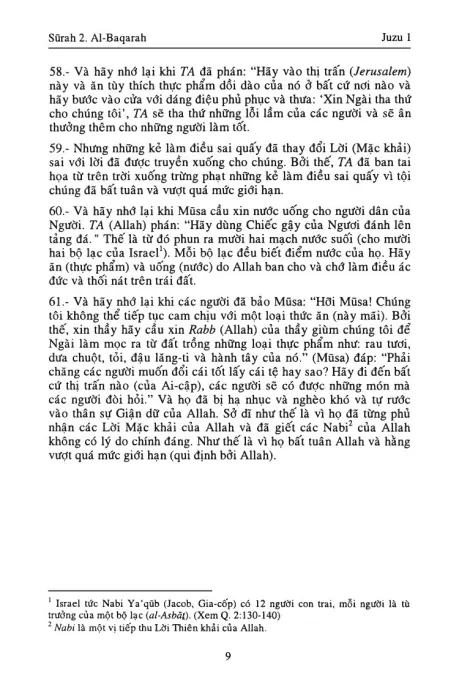 Sūrah 2. Al-Baqarah
Juzu 1
58.- Và hãy nhớ lại khi TA đã phán: “Hãy vào thị trấn (Jerusalem)
này và ăn tùy thích thực phẩm dồi dào của nó ở bất cứ nơi nào và
hãy bước vào cửa với dáng điệu phủ phục và thưa: ‘Xin Ngài tha thứ
cho chúng tôi’, TA sẽ tha thứ những lỗi lầm của các người và sẽ ân
thưởng thêm cho những người làm tốt.
59.- Nhưng những kẻ làm điều sai quấy đã thay đổi Lời (Mặc khải)
sai với lời đã được truyền xuống cho chúng. Bởi thế, TA đã ban tai
họa từ trên trời xuống trừng phạt những kẻ làm điều sai quấy vì tội
chúng đã bất tuân và vượt quá mức giới hạn.
60.- Và hãy nhớ lại khi Mūsa cầu xin nước uống cho người dân của
Người. TA (Allah) phán: “Hãy dùng Chiếc gậy của Ngươi đánh lên
tảng đá. " Thế là từ đó phun ra mười hai mạch nước suối (cho mười
hai bộ lạc của Israel¹). Mỗi bộ lạc đều biết điểm nước của họ. Hãy
ăn (thực phẩm) và uống (nước) do Allah ban cho và chớ làm điều ác
đức và thối nát trên trái đất.
61.- Và hãy nhớ lại khi các người đã bảo Mūsa: “Hỡi Mūsa! Chúng
tôi không thể tiếp tục cam chịu với một loại thức ăn (này mãi). Bởi
thế, xin thầy hãy cầu xin Rabb (Allah) của thầy giùm chúng tôi để
Ngài làm mọc ra từ đất trồng những loại thực phẩm như: rau tươi,
dưa chuột, tỏi, đậu lăng-ti và hành tây của nó.” (Mūsa) đáp: “Phải
chăng các người muốn đổi cái tốt lấy cái tệ hay sao? Hãy đi đến bất
cứ thị trấn nào (của Ai-cập), các người sẽ có được những món mà
các người đòi hỏi.” Và họ đã bị hạ nhục và nghèo khó và tự rước
vào thân sự Giận dữ của Allah. Sở dĩ như thế là vì họ đã từng phủ
nhận các Lời Mặc khải của Allah và đã giết các Nabi² của Allah
không có lý do chính đáng. Như thế là vì họ bất tuân Allah và hằng
vượt quá mức giới hạn (qui định bởi Allah).
¹ Israel tức Nabi Ya‘qūb (Jacob, Gia-cốp) có 12 người con trai, mỗi người là tù
trưởng của một bộ lạc (al-Asbāṭ). (Xem Q. 2:130-140)
² Nabi là một vị tiếp thu Lời Thiên khải của Allah.
9